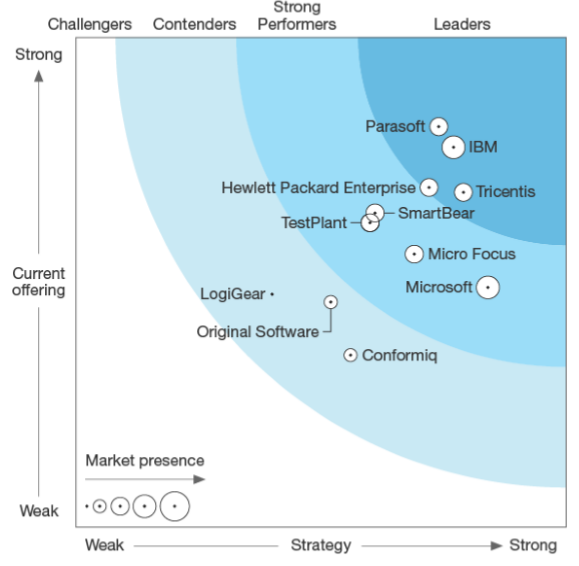 Challengers Contenders Strong Performers Leaders
Strong
Parasoft
IBM
Hewlett Packard Enterprise
Tricentis
SmartBear
TestPlant
Micro Focus
Current
offering
Microsoft
LogiGear
Original Software
Conformiq
Market presence
Weak
Weak Strategy Strong